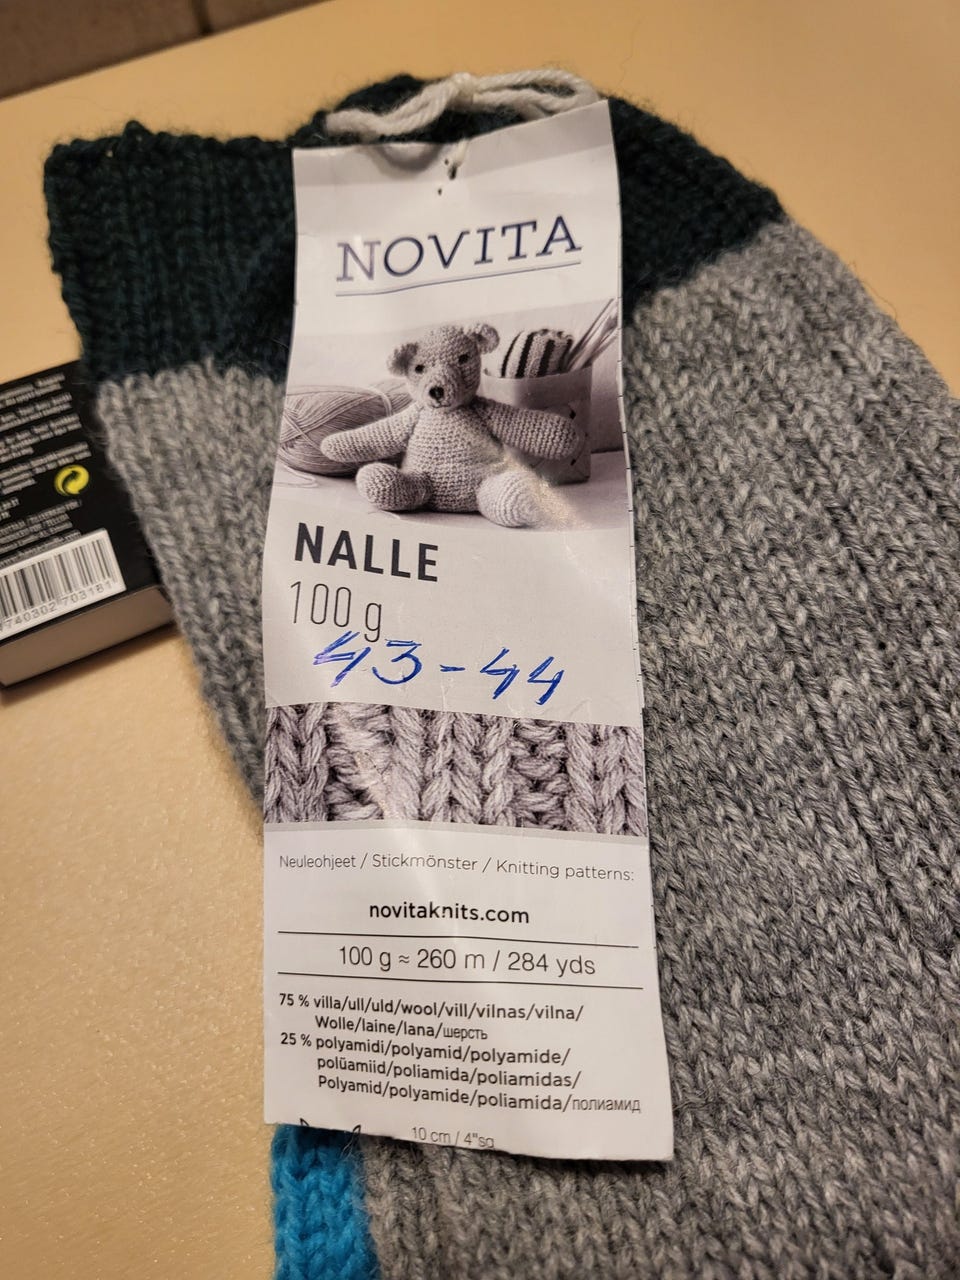 NOVITA
NALLE
100 g
43-44
Neuleohjeet / Stickmönster / Knitting patterns:
novitaknits.com
100 g ≈ 260 m / 284 yds
75 % villa/ull/uld/wool/vill/vilnas/vilna/
Wolle/laine/lana/шерсть
25 % polyamidi/polyamid/polyamide/
polüamiid/poliamida/poliamidas/
Polyamid/polyamide/poliamida/полиамид
10 cm / 4"sq
740302 703181